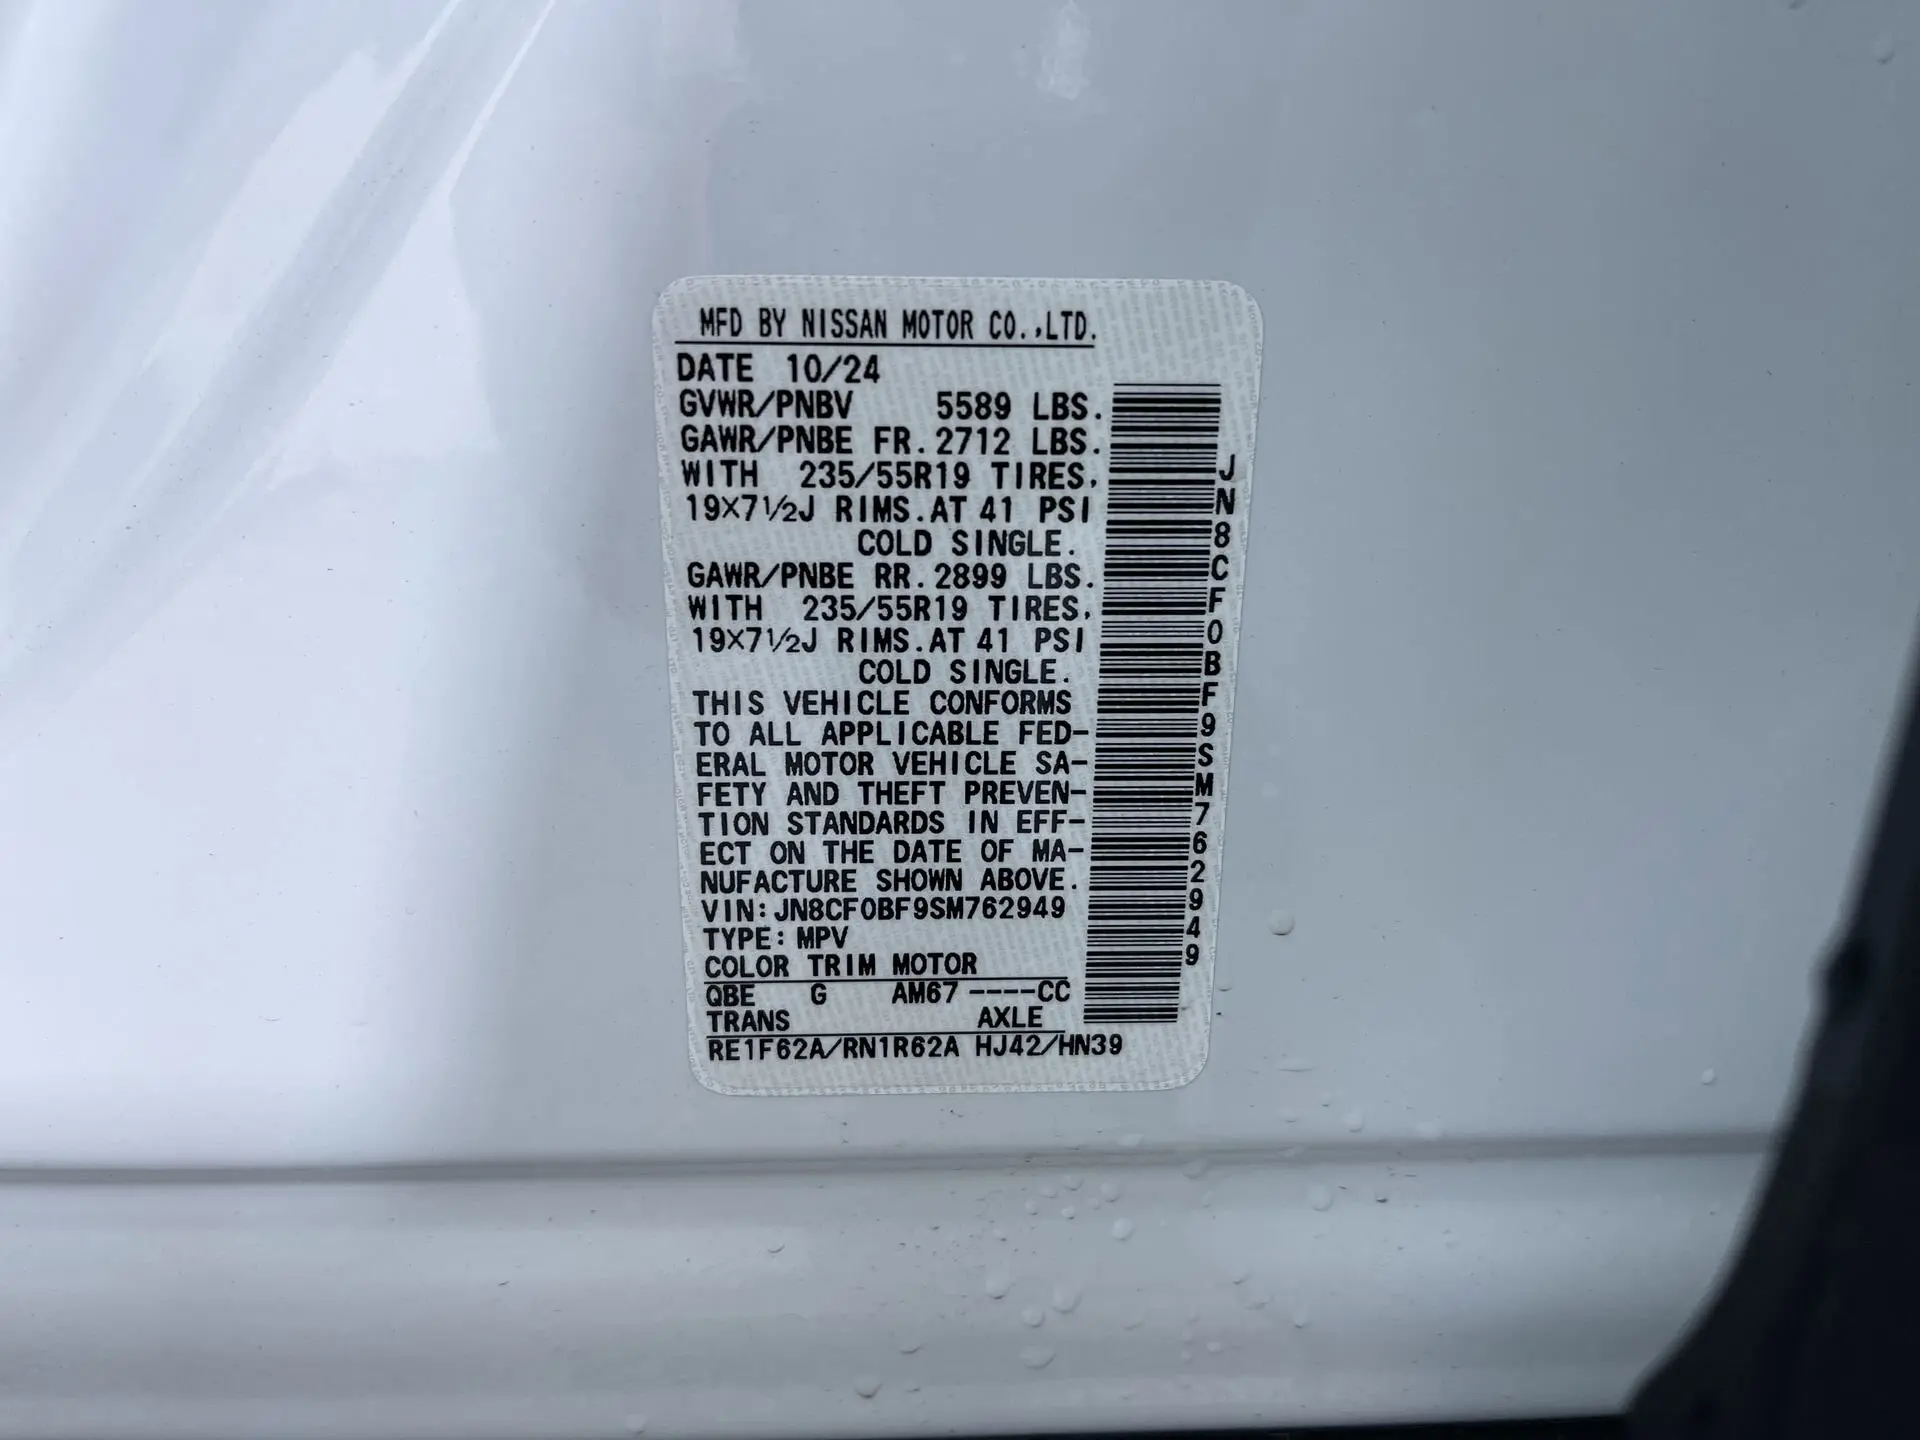 MFD BY NISSAN MOTOR CO.,LTD.
DATE 10/24
GVWR/PNBV 5589 LBS.
GAWR/PNBE FR. 2712 LBS.
WITH 235/55R19 TIRES,
19×7½J RIMS. AT 41 PSI
COLD SINGLE.
GAWR/PNBE RR. 2899 LBS.
WITH 235/55R19 TIRES,
19×7½J RIMS. AT 41 PSI
COLD SINGLE.
THIS VEHICLE CONFORMS
TO ALL APPLICABLE FED-
ERAL MOTOR VEHICLE SA-
FETY AND THEFT PREVEN-
TION STANDARDS IN EFF-
ECT ON THE DATE OF MA-
NUFACTURE SHOWN ABOVE.
VIN: JN8CF0BF9SM762949
TYPE: MPV
COLOR TRIM MOTOR
QBE G AM67 ----CC
TRANS AXLE
RE1F62A/RN1R62A HJ42/HN39
JN8CF0BF9SM762949